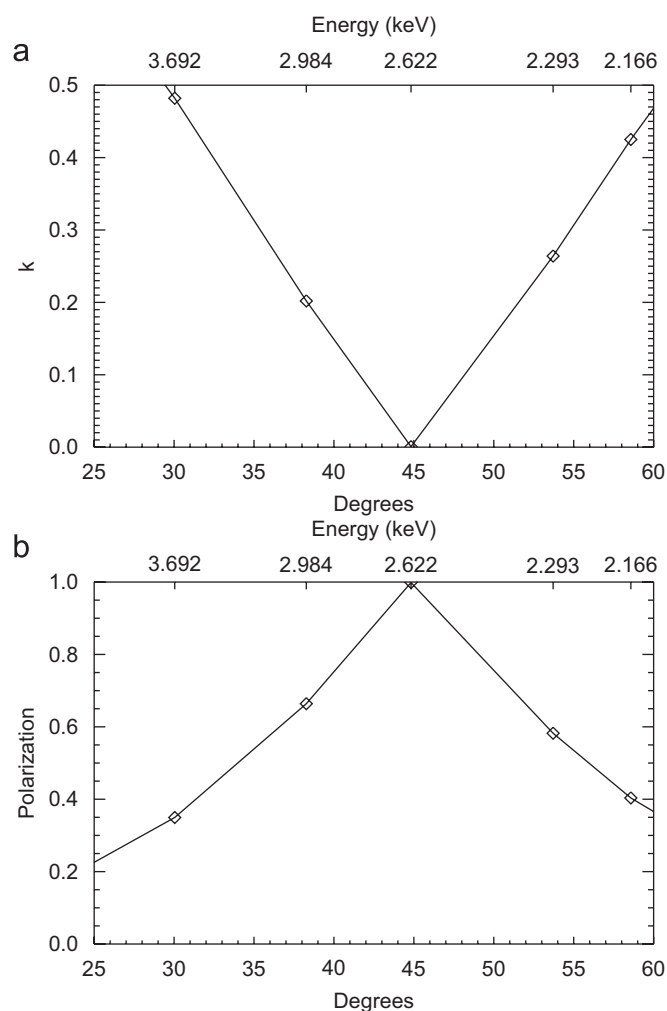 a
Energy (keV)
3.692 2.984 2.622 2.293 2.166
0.5
0.4
0.3
k
0.2
0.1
0.0
25 30 35 40 45 50 55 60
Degrees
b
Energy (keV)
3.692 2.984 2.622 2.293 2.166
1.0
0.8
0.6
Polarization
0.4
0.2
0.0
25 30 35 40 45 50 55 60
Degrees